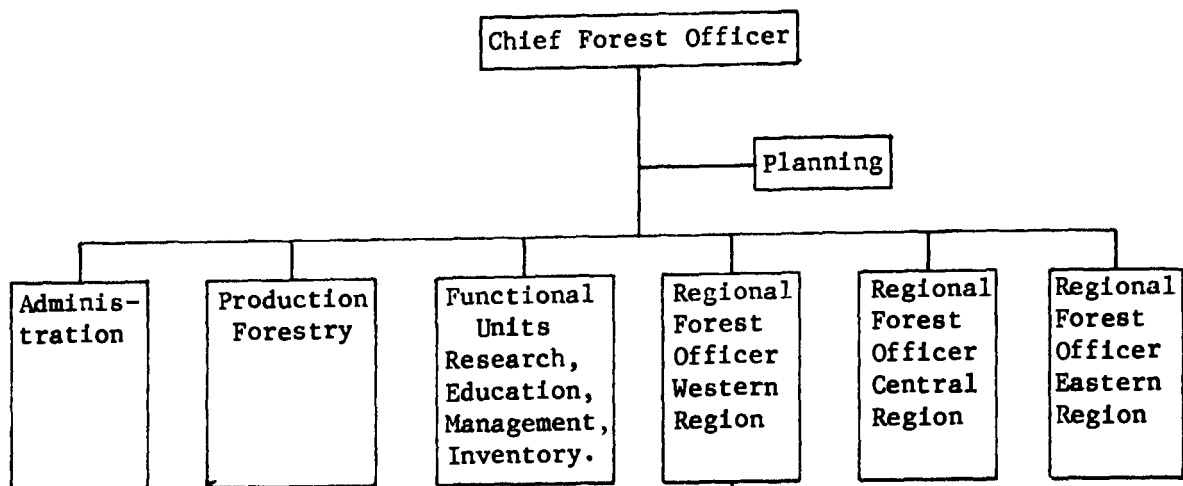 Chief Forest Officer
Planning
Adminis-
tration
Production
Forestry
Functional
Units
Research,
Education,
Management,
Inventory.
Regional
Forest
Officer
Western
Region
Regional
Forest
Officer
Central
Region
Regional
Forest
Officer
Eastern
Region